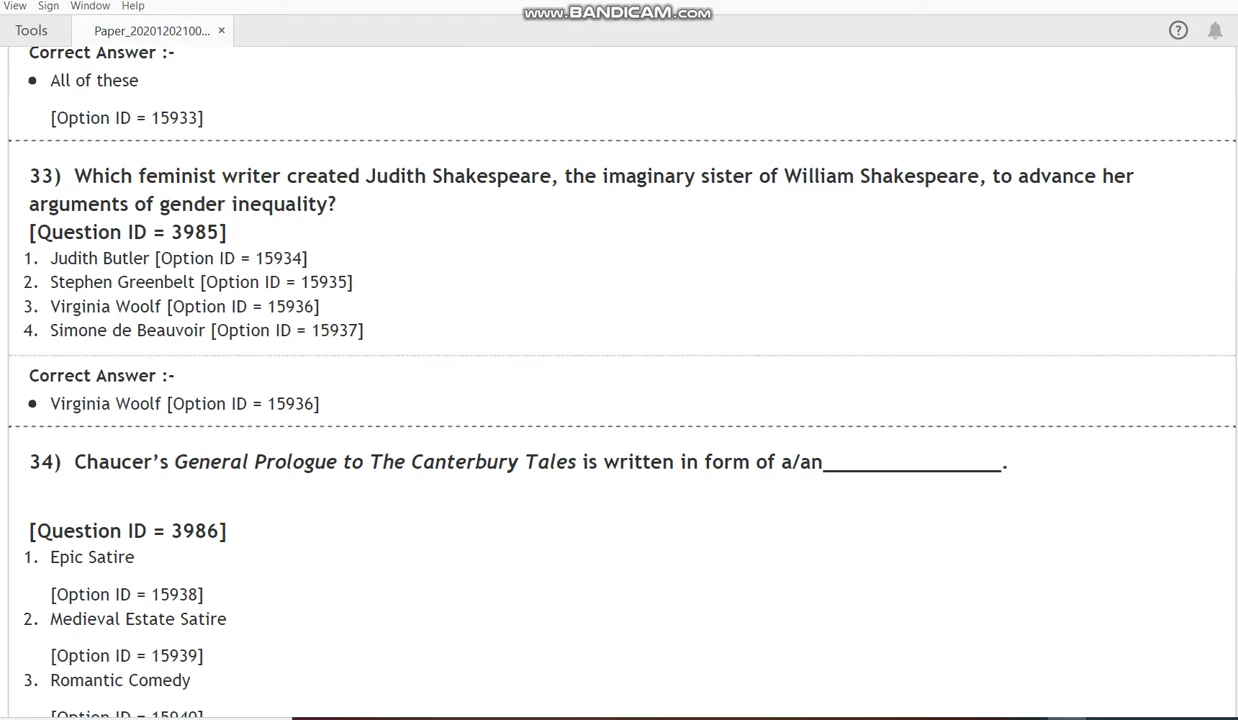 View Sign Window Help
www.BANDICAM.com
Tools Paper_20201202100... ×
Correct Answer :-
• All of these
[Option ID = 15933]
33) Which feminist writer created Judith Shakespeare, the imaginary sister of William Shakespeare, to advance her
arguments of gender inequality?
[Question ID = 3985]
1. Judith Butler [Option ID = 15934]
2. Stephen Greenbelt [Option ID = 15935]
3. Virginia Woolf [Option ID = 15936]
4. Simone de Beauvoir [Option ID = 15937]
Correct Answer :-
• Virginia Woolf [Option ID = 15936]
34) Chaucer’s General Prologue to The Canterbury Tales is written in form of a/an________________.
[Question ID = 3986]
1. Epic Satire
[Option ID = 15938]
2. Medieval Estate Satire
[Option ID = 15939]
3. Romantic Comedy
[Option ID = 15940]